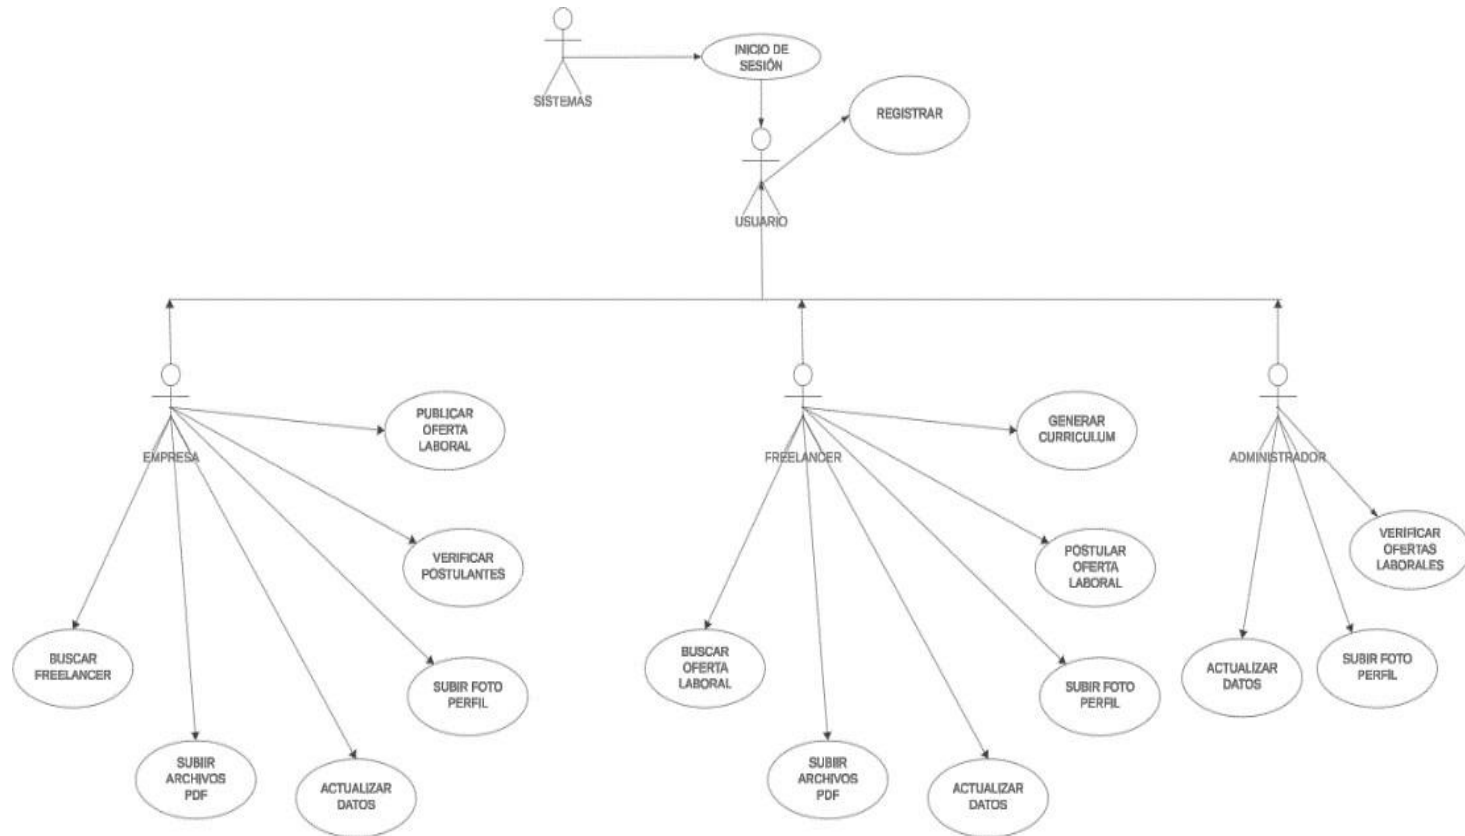 INICIO DE
SESIÓN
SISTEMAS
REGISTRAR
USUARIO
PUBLICAR
OFERTA
LABORAL
EMPRESA
VERIFICAR
POSTULANTES
BUSCAR
FREELANCER
SUBIR FOTO
PERFIL
SUBIIR
ARCHIVOS
PDF
ACTUALIZAR
DATOS
GENERAR
CURRICULUM
FREELANCER
POSTULAR
OFERTA
LABORAL
BUSCAR
OFERTA
LABORAL
SUBIR FOTO
PERFIL
SUBIIR
ARCHIVOS
PDF
ACTUALIZAR
DATOS
ADMINISTRADOR
VERIFICAR
OFERTAS
LABORALES
ACTUALIZAR
DATOS
SUBIR FOTO
PERFIL